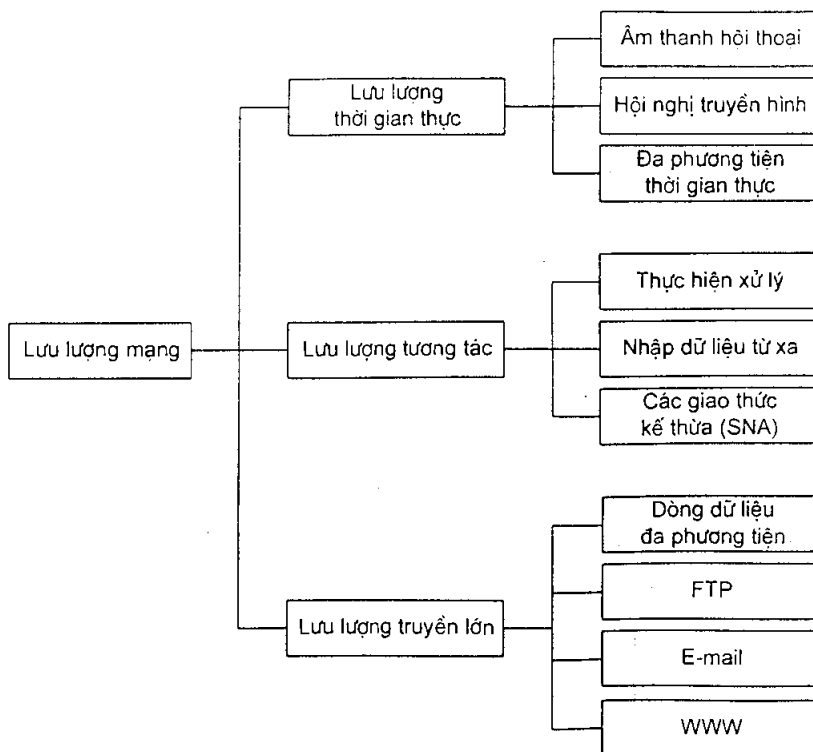 Âm thanh hội thoại
Lưu lượng
thời gian thực
Hội nghị truyền hình
Đa phương tiện
thời gian thực
Thực hiện xử lý
Lưu lượng mạng
Lưu lượng tương tác
Nhập dữ liệu từ xa
Các giao thức
kế thừa (SNA)
Dòng dữ liệu
đa phương tiện
FTP
Lưu lượng truyền lớn
E-mail
WWW